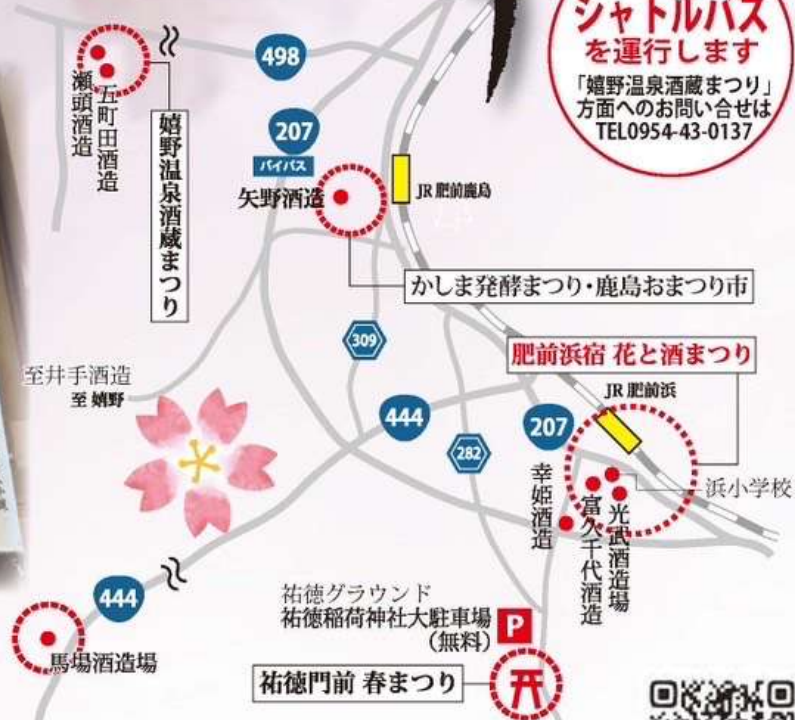 シャトルバス
を運行します
「嬉野温泉酒蔵まつり」
方面へのお問い合せは
TEL0954-43-0137
498
瀬頭酒造
五町田酒造
嬉野温泉酒蔵まつり
207
バイパス
矢野酒造
JR 肥前鹿島
かしま発酵まつり・鹿島おまつり市
309
肥前浜宿 花と酒まつり
至井手酒造
至 嬉野
JR 肥前浜
444
207
282
浜小学校
幸姫酒造
富久千代酒造
光武酒造場
444
馬場酒造場
祐徳グラウンド
祐徳稲荷神社大駐車場
(無料)
P
祐徳門前 春まつり